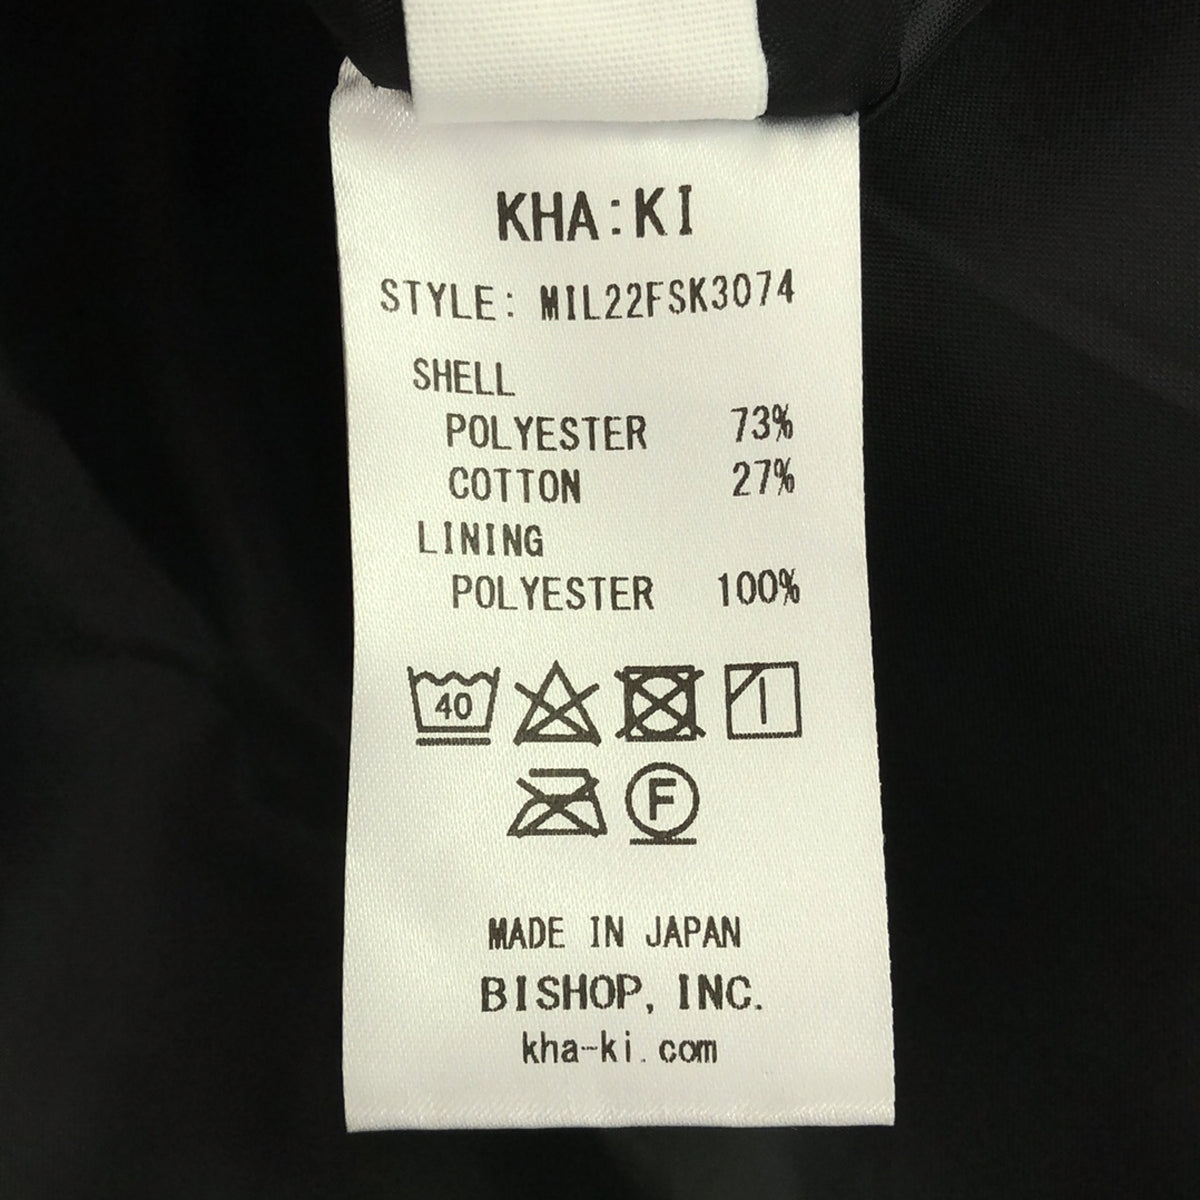 KHA:KI
STYLE: MIL22FSK3074
SHELL
POLYESTER 73%
COTTON 27%
LINING
POLYESTER 100%
40
F
MADE IN JAPAN
BISHOP, INC.
kha-ki.com